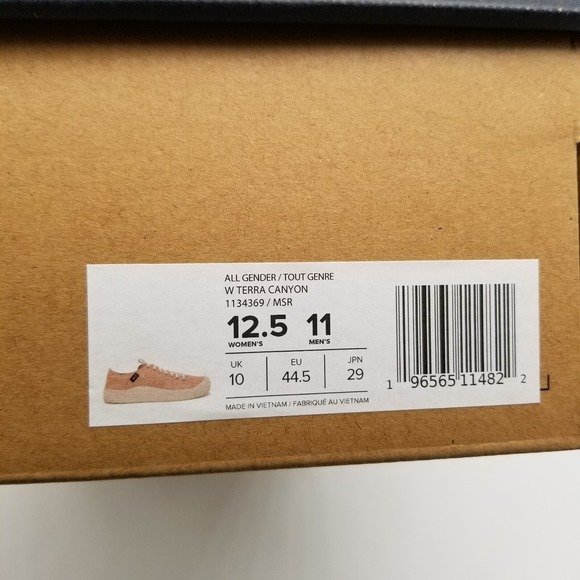 ALL GENDER / TOUT GENRE
W TERRA CANYON
1134369 / MSR
12.5 11
WOMEN'S MEN'S
UK EU JPN
10 44.5 29
MADE IN VIETNAM / FABRIQUÉ AU VIETNAM
1 96565 11482 2